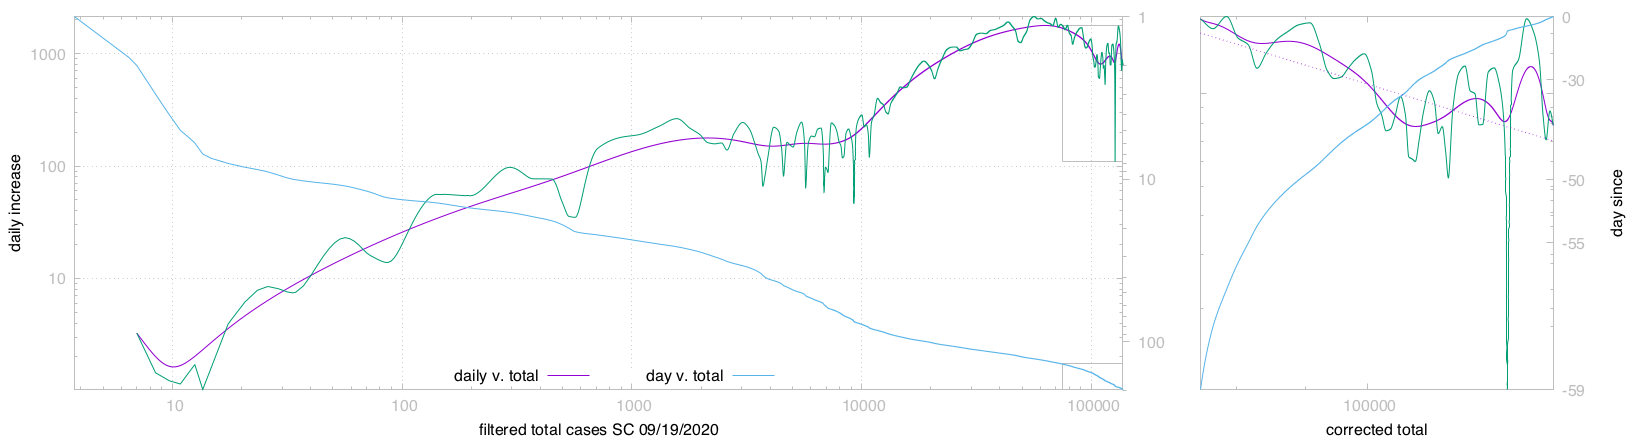 1000
100
10
daily increase
10
100
1000
10000
100000
filtered total cases SC 09/19/2020
daily v. total
day v. total
1
10
100
0
-30
-50
-55
-59
day since
100000
corrected total